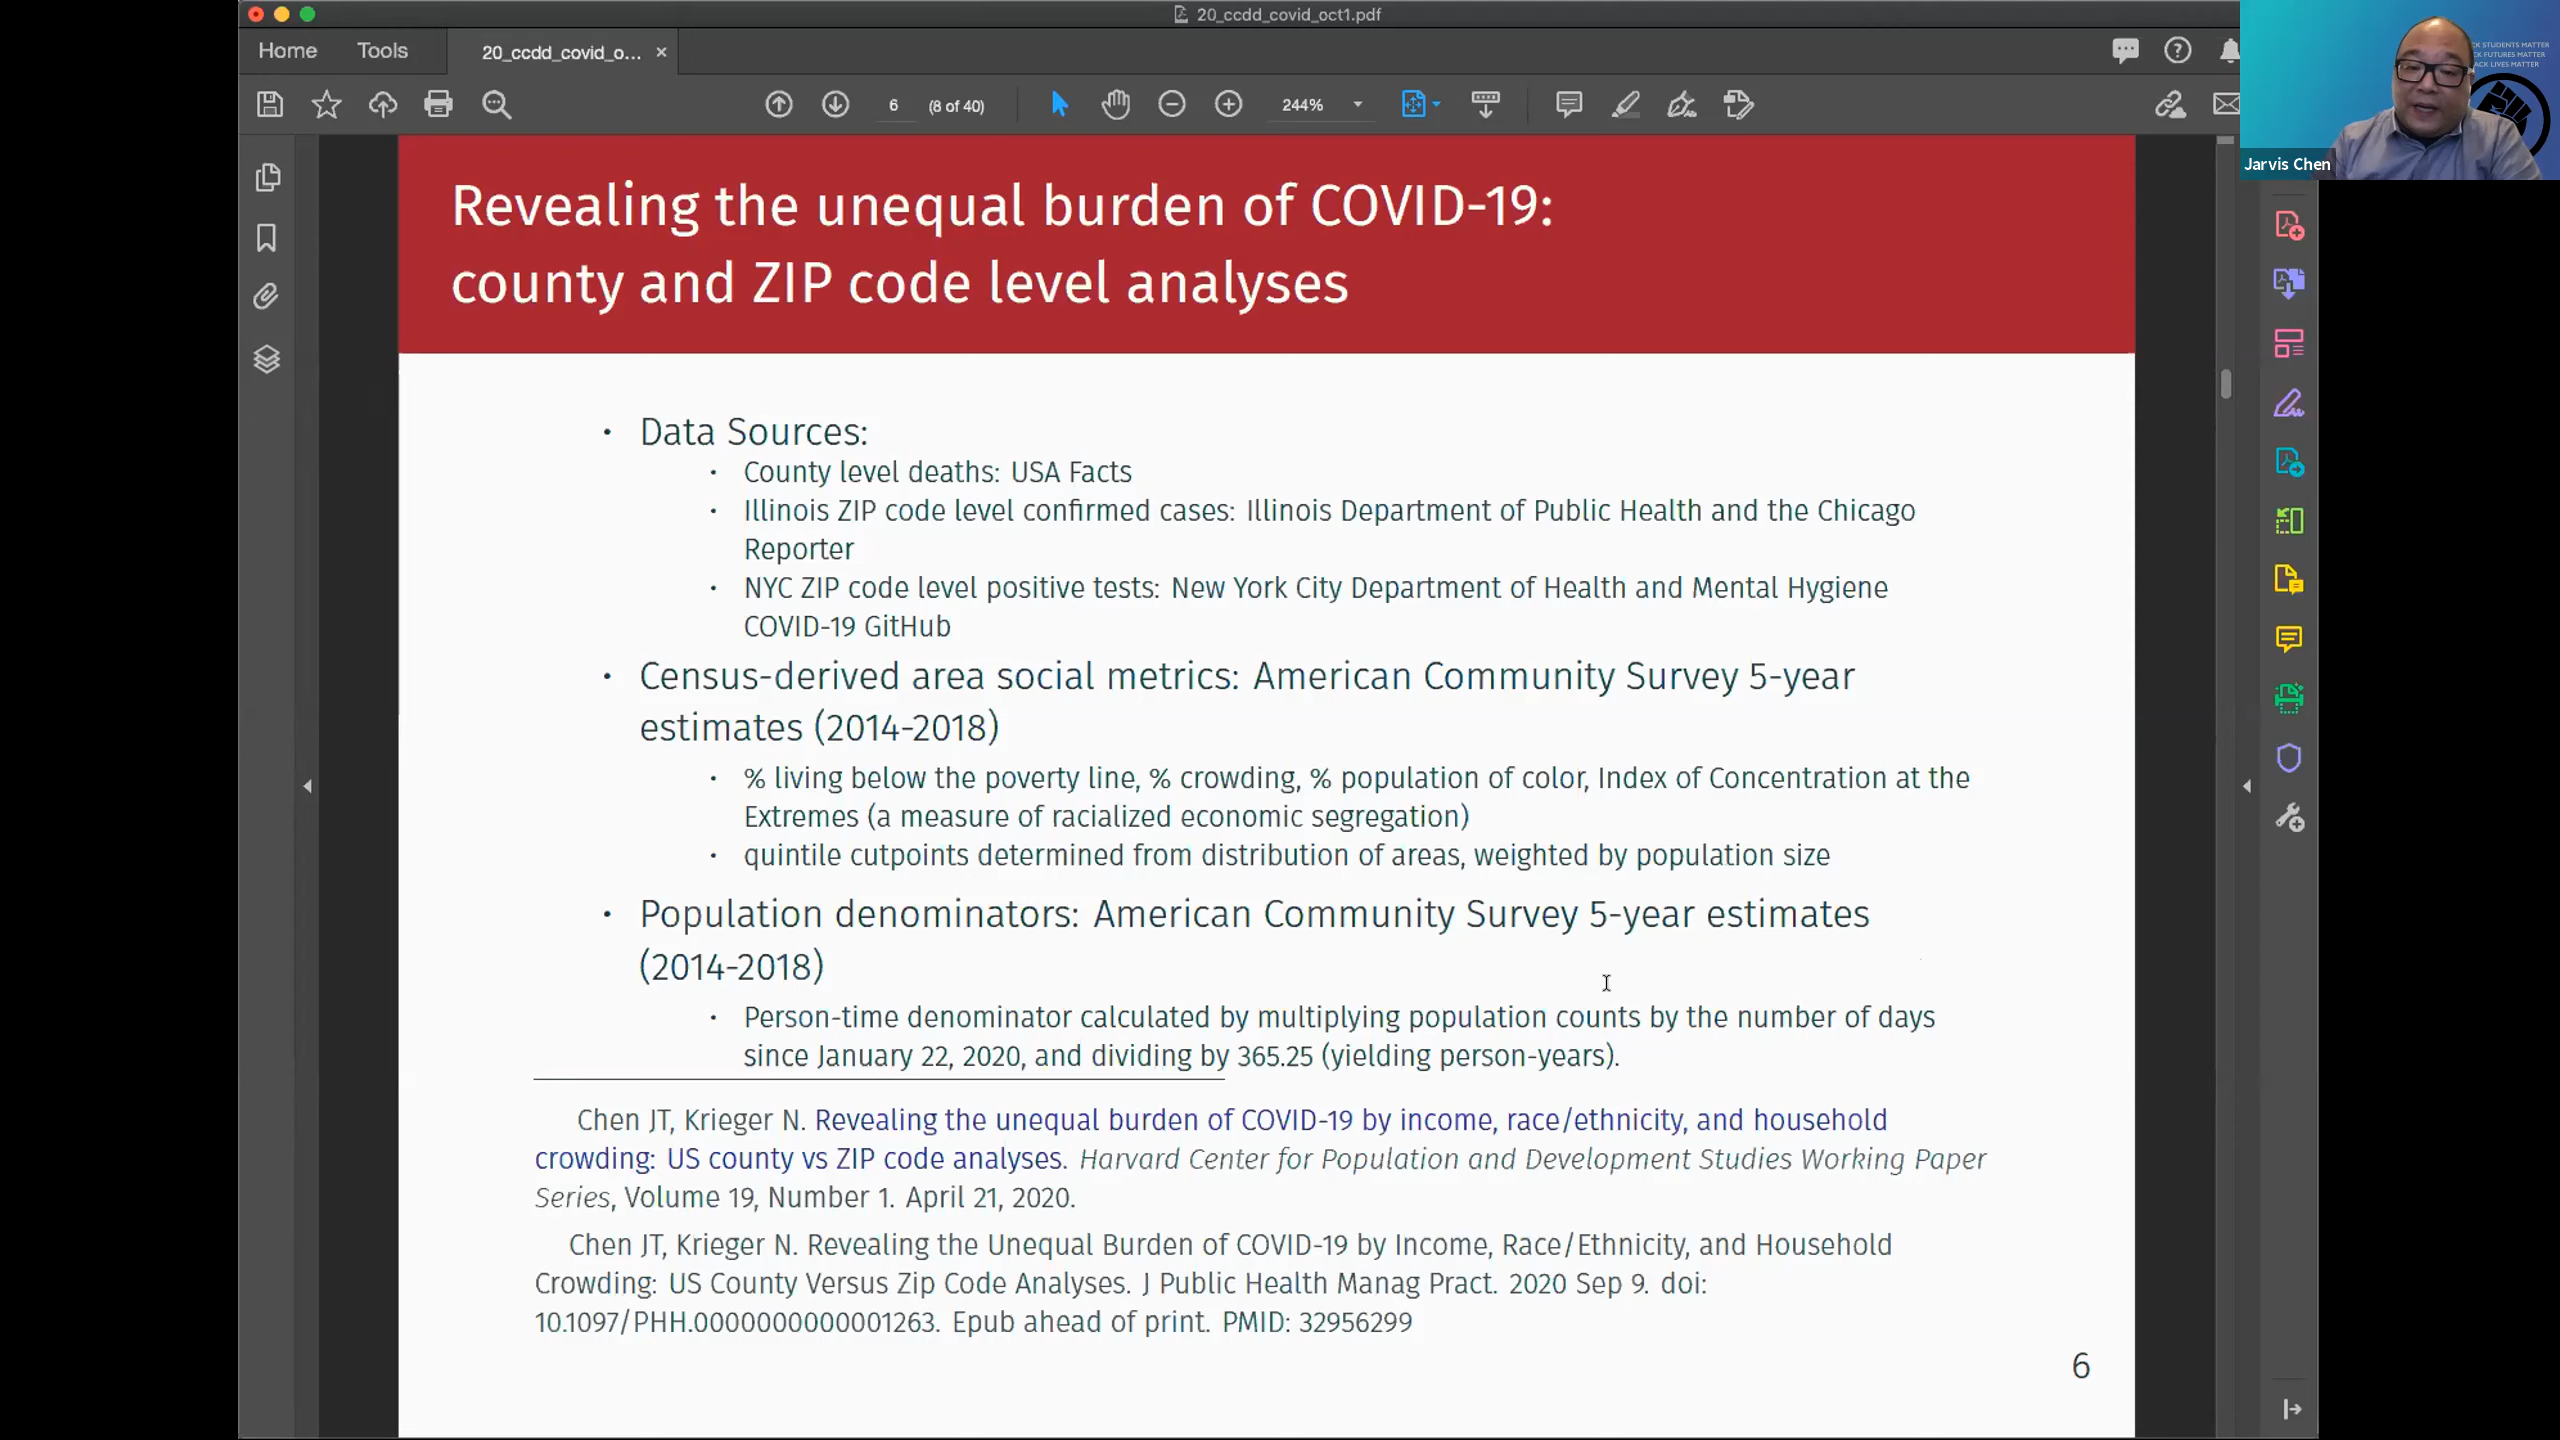 20_ccdd_covid_oct1.pdf
Home Tools 20_ccdd_covid_o... ×
6 (8 of 40) 244%
CK STUDENTS MATTER
CK FUTURES MATTER
ACK LIVES MATTER
Jarvis Chen
Revealing the unequal burden of COVID-19:
county and ZIP code level analyses
• Data Sources:
• County level deaths: USA Facts
• Illinois ZIP code level confirmed cases: Illinois Department of Public Health and the Chicago
Reporter
• NYC ZIP code level positive tests: New York City Department of Health and Mental Hygiene
COVID-19 GitHub
• Census-derived area social metrics: American Community Survey 5-year
estimates (2014-2018)
• % living below the poverty line, % crowding, % population of color, Index of Concentration at the
Extremes (a measure of racialized economic segregation)
• quintile cutpoints determined from distribution of areas, weighted by population size
• Population denominators: American Community Survey 5-year estimates
(2014-2018)
• Person-time denominator calculated by multiplying population counts by the number of days
since January 22, 2020, and dividing by 365.25 (yielding person-years).
Chen JT, Krieger N. Revealing the unequal burden of COVID-19 by income, race/ethnicity, and household
crowding: US county vs ZIP code analyses. Harvard Center for Population and Development Studies Working Paper
Series, Volume 19, Number 1. April 21, 2020.
Chen JT, Krieger N. Revealing the Unequal Burden of COVID-19 by Income, Race/Ethnicity, and Household
Crowding: US County Versus Zip Code Analyses. J Public Health Manag Pract. 2020 Sep 9. doi:
10.1097/PHH.0000000000001263. Epub ahead of print. PMID: 32956299
6